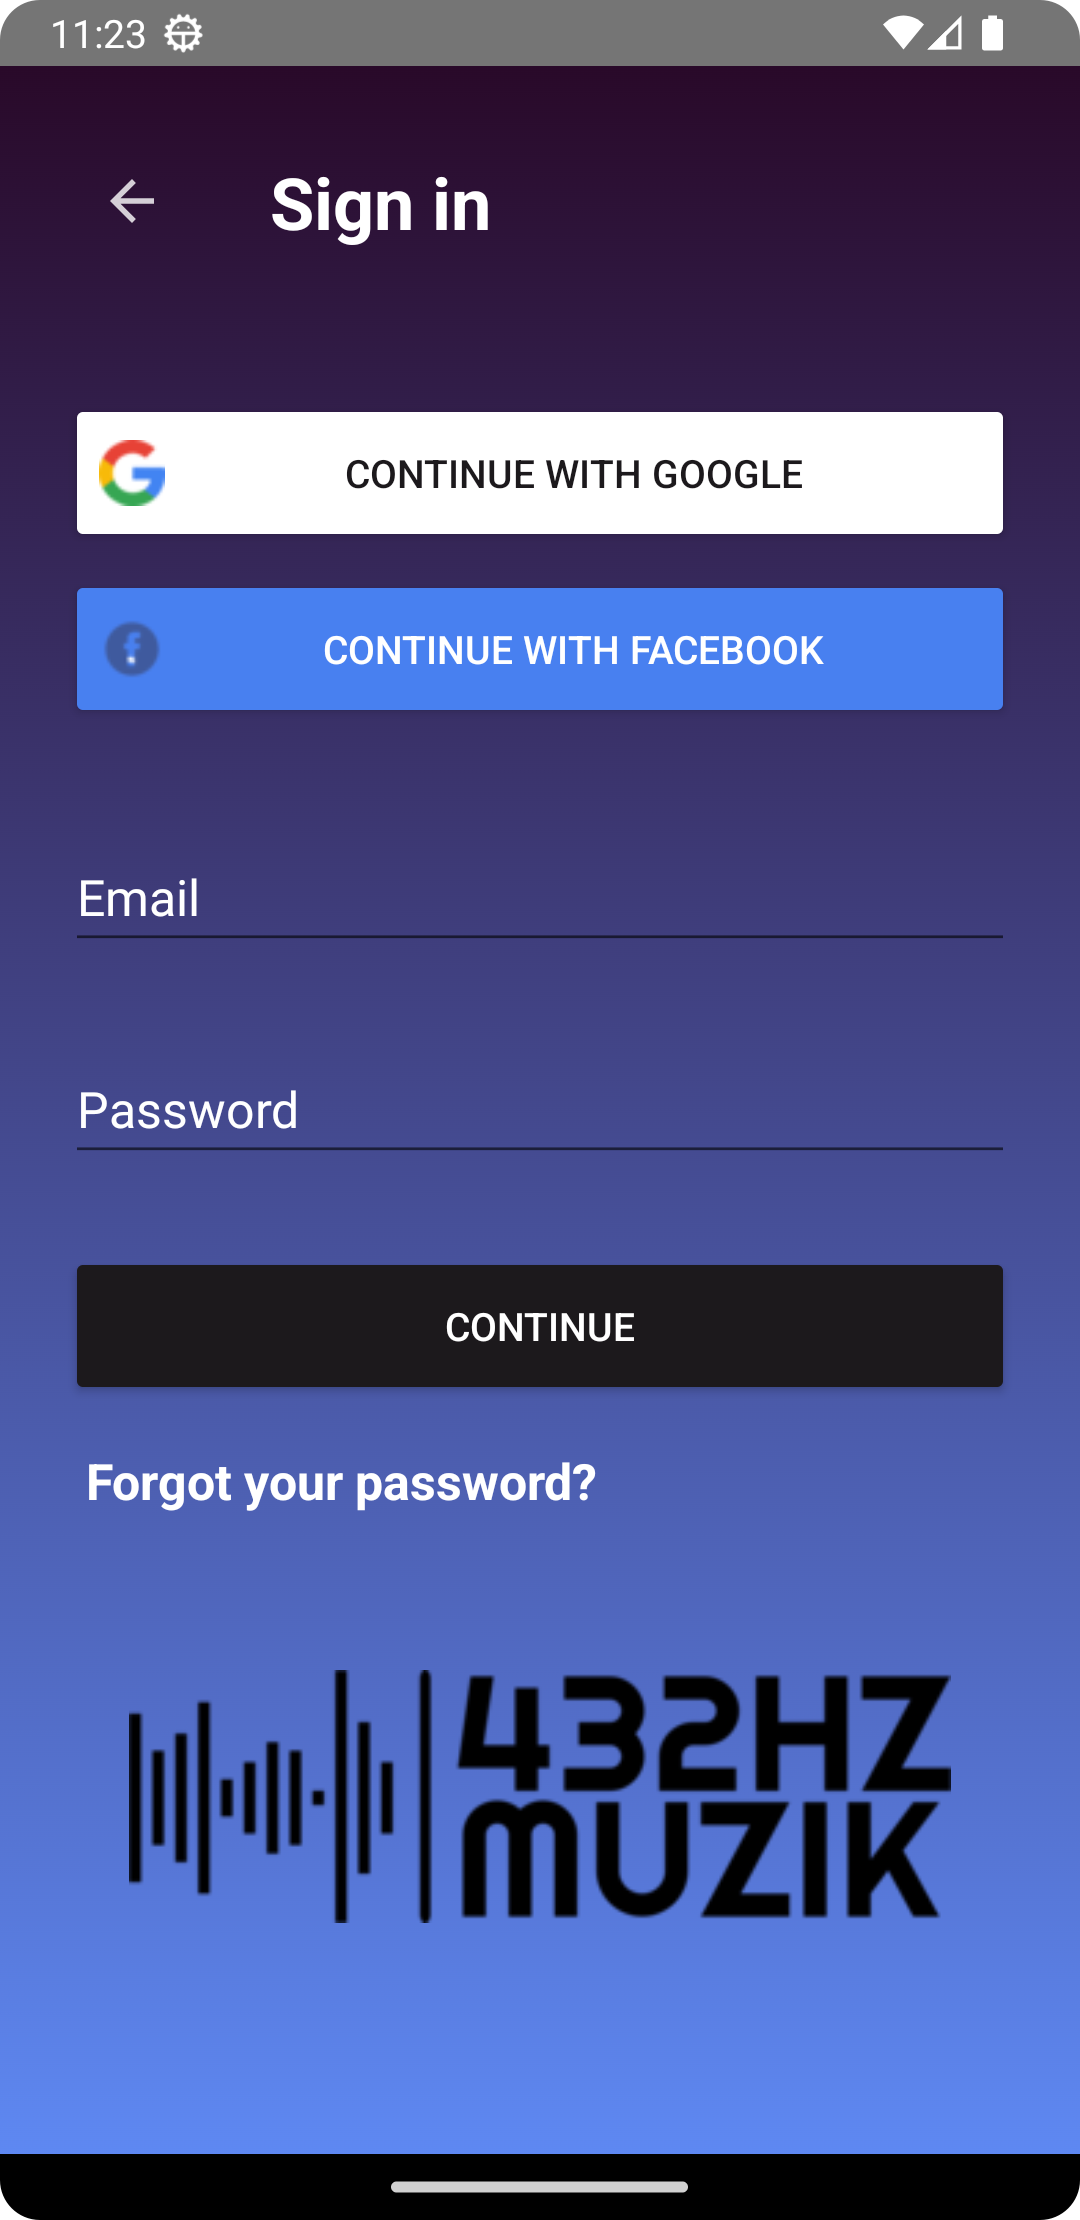 11:23
Sign in
CONTINUE WITH GOOGLE
CONTINUE WITH FACEBOOK
Email
Password
CONTINUE
Forgot your password?
432HZ
MUZIK